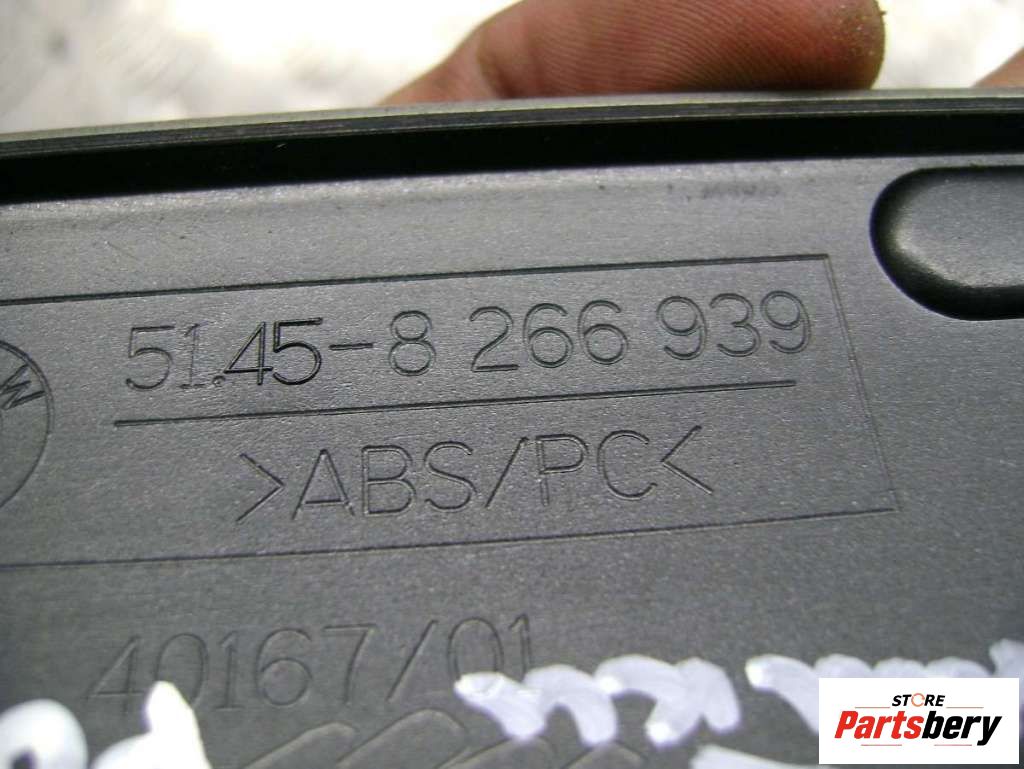 51.45-8 266 939
W
>ABS/PC<
40167/01
STORE
Partsbery